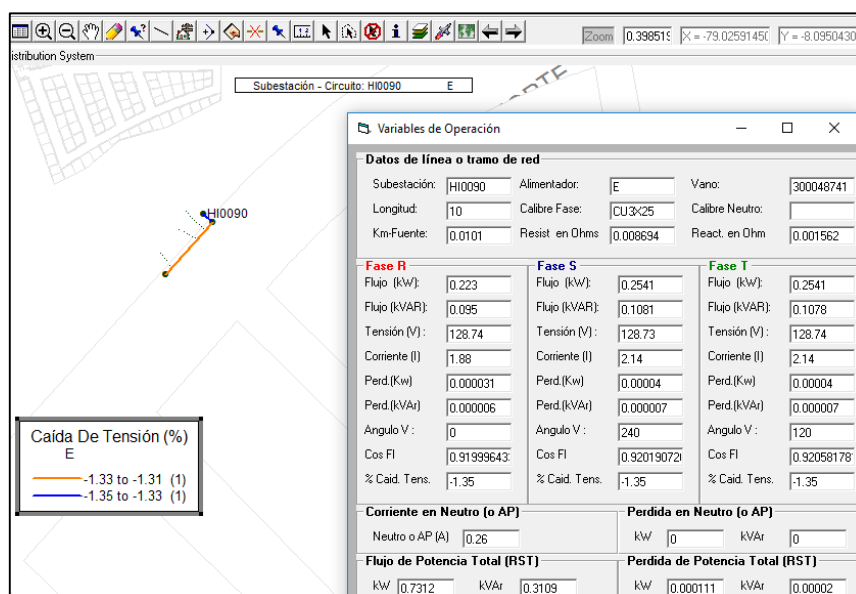 Zoom 0.398519 X = -79.02591450 Y = -8.0950430
istribution System
Subestación - Circuito: HI0090 E
ORTE
HI0090
Caída De Tensión (%)
E
-1.33 to -1.31 (1)
-1.35 to -1.33 (1)
Variables de Operación
Datos de línea o tramo de red
Subestación: HI0090 Alimentador: E Vano: 300048741
Longitud: 10 Calibre Fase: CU3X25 Calibre Neutro:
Km-Fuente: 0.0101 Resist en Ohms 0.008694 React. en Ohm 0.001562
Fase R Fase S Fase T
Flujo (kW): 0.223 Flujo (kW): 0.2541 Flujo (kW): 0.2541
Flujo (kVAR): 0.095 Flujo (kVAR): 0.1081 Flujo (kVAR): 0.1078
Tensión (V) : 128.74 Tensión (V) : 128.73 Tensión (V) : 128.74
Corriente (I) 1.88 Corriente (I) 2.14 Corriente (I) 2.14
Perd.(Kw) 0.000031 Perd.(Kw) 0.00004 Perd.(Kw) 0.00004
Perd.(kVAr) 0.000006 Perd.(kVAr) 0.000007 Perd.(kVAr) 0.000007
Angulo V : 0 Angulo V : 240 Angulo V : 120
Cos FI 0.91999643 Cos FI 0.92019072 Cos FI 0.92058178
% Caid. Tens. -1.35 % Caid. Tens. -1.35 % Caid. Tens. -1.35
Corriente en Neutro (o AP) Perdida en Neutro (o AP)
Neutro o AP (A) 0.26 kW 0 kVAr 0
Flujo de Potencia Total (RST) Perdida de Potencia Total (RST)
kW 0.7312 kVAr 0.3109 kW 0.000111 kVAr 0.00002